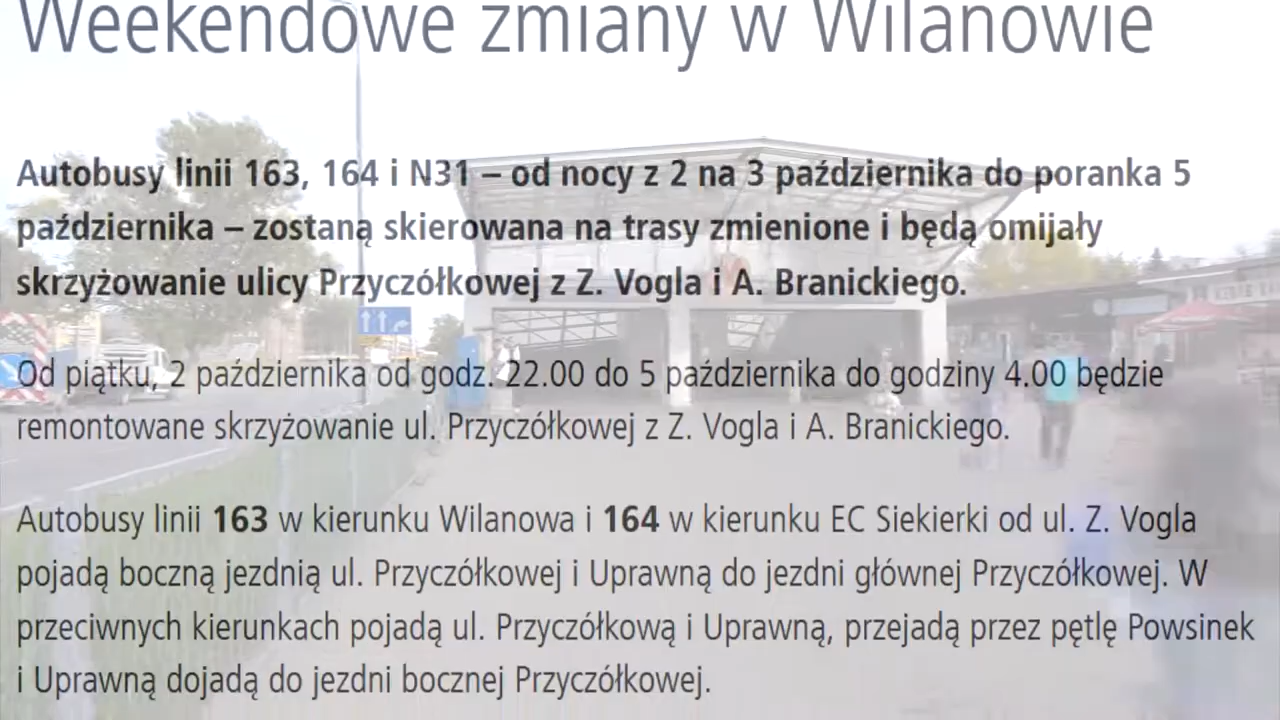 Weekendowe zmiany w Wilanowie
Autobusy linii 163, 164 i N31 – od nocy z 2 na 3 października do poranka 5
października – zostaną skierowana na trasy zmienione i będą omijały
skrzyżowanie ulicy Przyczółkowej z Z. Vogla i A. Branickiego.
Od piątku, 2 października od godz. 22.00 do 5 października do godziny 4.00 będzie
remontowane skrzyżowanie ul. Przyczółkowej z Z. Vogla i A. Branickiego.
Autobusy linii 163 w kierunku Wilanowa i 164 w kierunku EC Siekierki od ul. Z. Vogla
pojadą boczną jezdnią ul. Przyczółkowej i Uprawną do jezdni głównej Przyczółkowej. W
przeciwnych kierunkach pojadą ul. Przyczółkową i Uprawną, przejadą przez pętlę Powsinek
i Uprawną dojadą do jezdni bocznej Przyczółkowej.